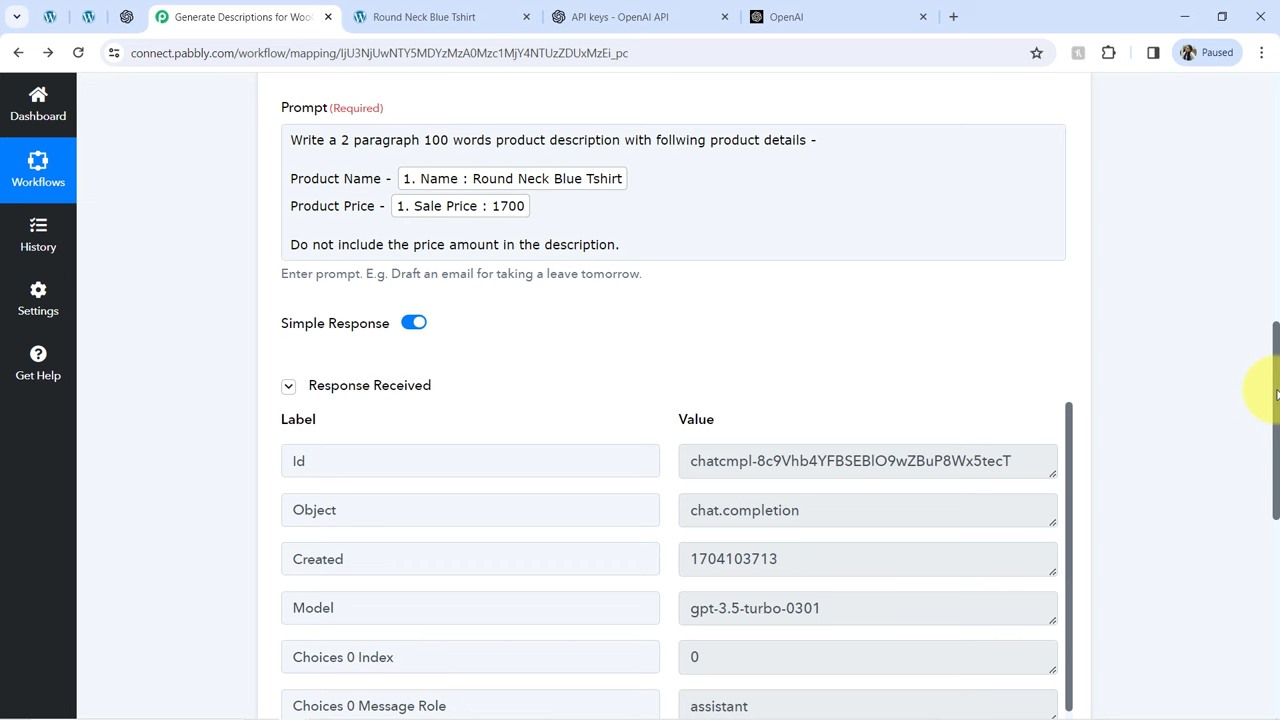 Generate Descriptions for Woo
Round Neck Blue Tshirt
API keys - OpenAI API
OpenAI
connect.pabbly.com/workflow/mapping/IjU3NjUwNTY5MDYzMzA0Mzc1MDY4NTUzZDUxMzEi_pc
Paused
Dashboard
Workflows
History
Settings
Get Help
Prompt (Required)
Write a 2 paragraph 100 words product description with follwing product details -
Product Name - 1. Name : Round Neck Blue Tshirt
Product Price - 1. Sale Price : 1700
Do not include the price amount in the description.
Enter prompt. E.g. Draft an email for taking a leave tomorrow.
Simple Response
Response Received
Label Value
Id chatcmpl-8c9Vhb4YFBSEBlO9wZBuP8Wx5tecT
Object chat.completion
Created 1704103713
Model gpt-3.5-turbo-0301
Choices 0 Index 0
Choices 0 Message Role assistant